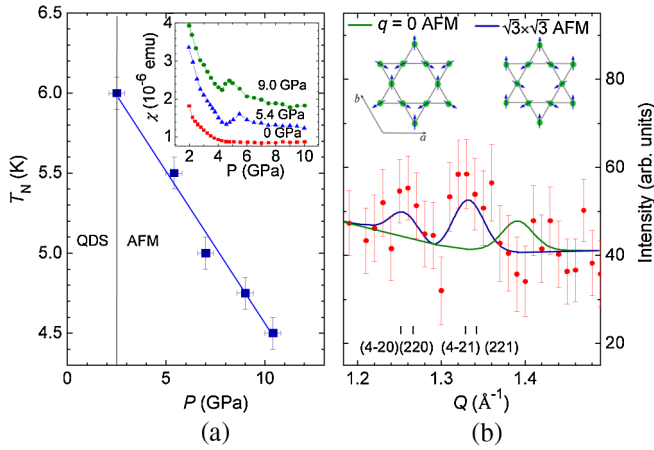 T_N (K)
6.0
5.5
5.0
4.5
0
5
10
P (GPa)
QDS
AFM
χ (10^-6 emu)
4
3
2
1
2
4
6
8
10
P (GPa)
9.0 GPa
5.4 GPa
0 GPa
(a)
q = 0 AFM
√3×√3 AFM
b
a
80
60
40
20
Intensity (arb. units)
(4-20)(220)
(4-21)
(221)
1.2
1.3
1.4
Q (Å^-1)
(b)